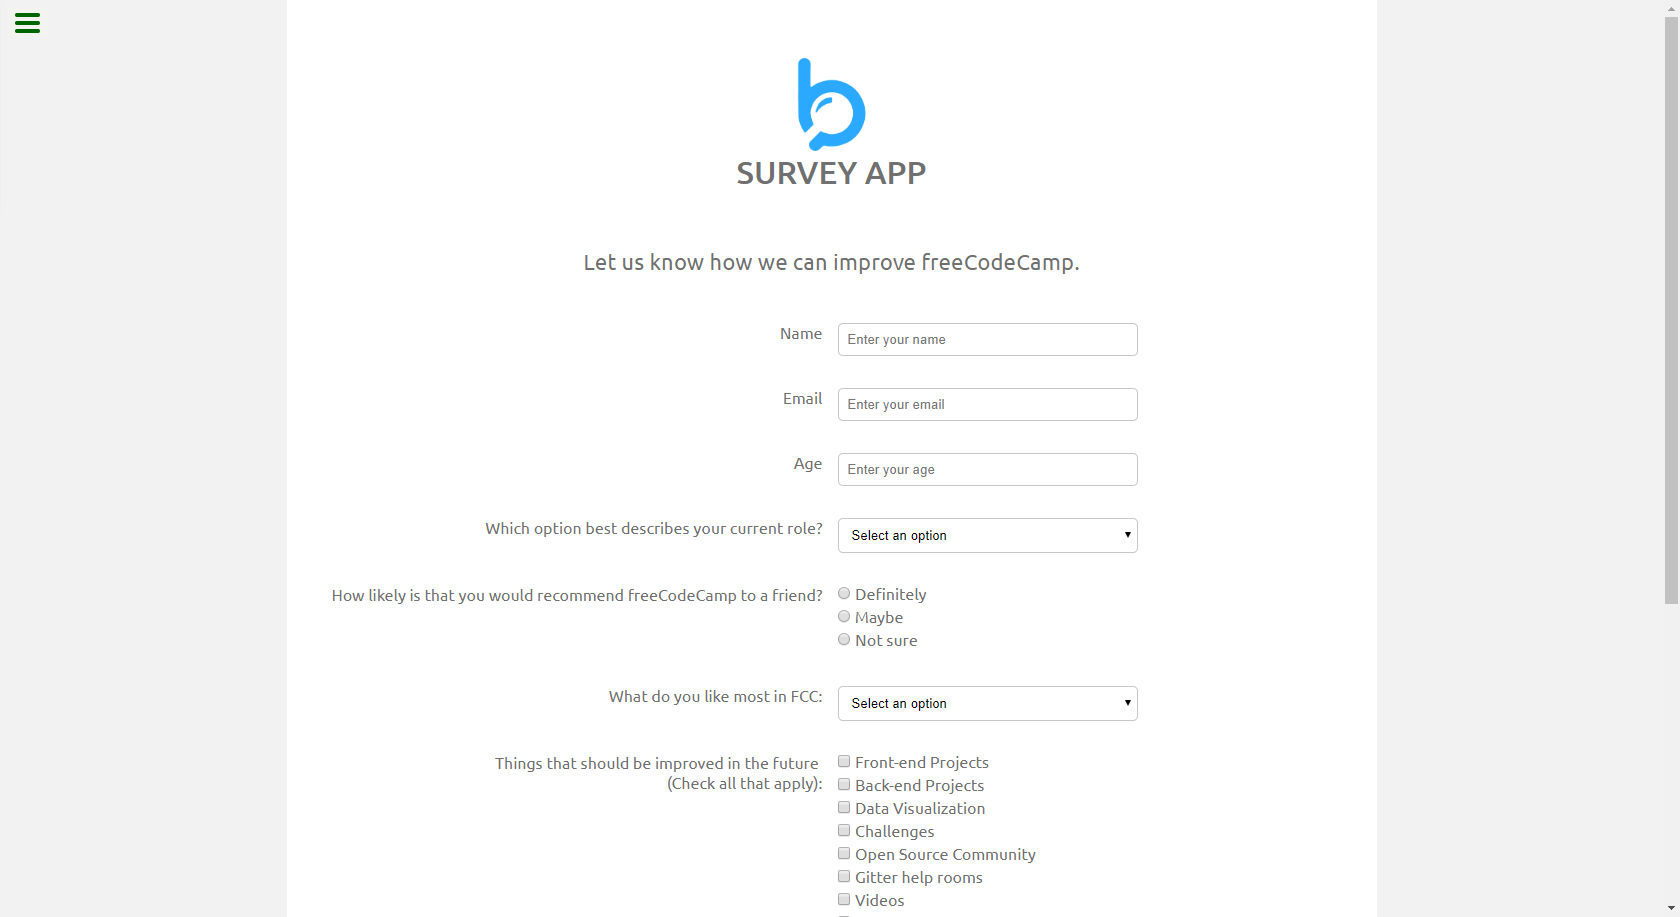 SURVEY APP
Let us know how we can improve freeCodeCamp.
Name
Enter your name
Email
Enter your email
Age
Enter your age
Which option best describes your current role?
Select an option
How likely is that you would recommend freeCodeCamp to a friend?
Definitely
Maybe
Not sure
What do you like most in FCC:
Select an option
Things that should be improved in the future
(Check all that apply):
Front-end Projects
Back-end Projects
Data Visualization
Challenges
Open Source Community
Gitter help rooms
Videos